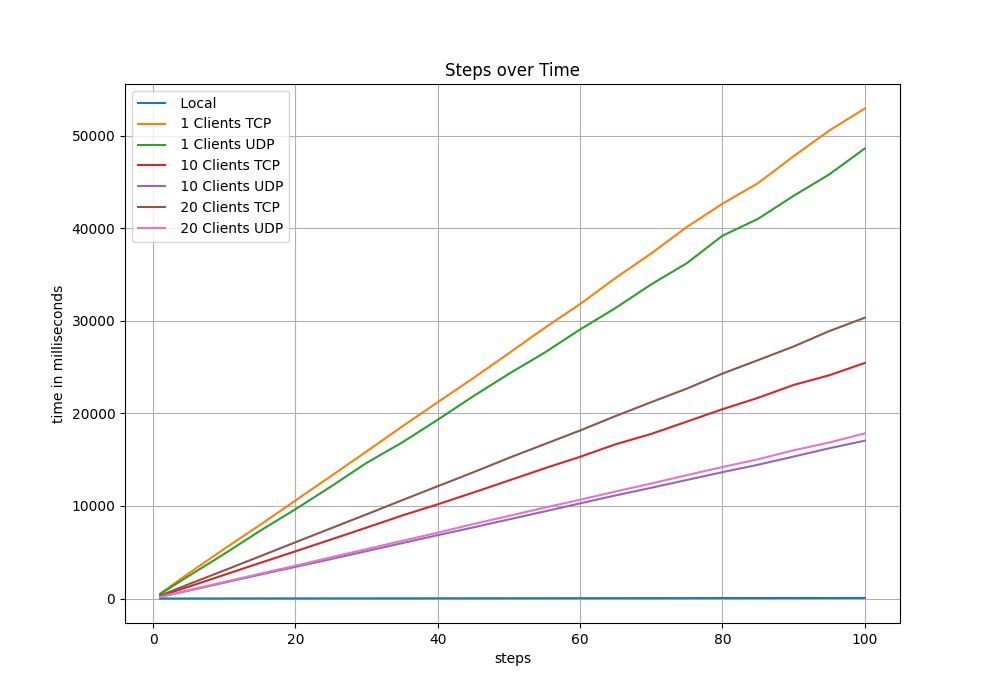 Steps over Time
Local
1 Clients TCP
1 Clients UDP
10 Clients TCP
10 Clients UDP
20 Clients TCP
20 Clients UDP
50000
40000
30000
20000
10000
0
time in milliseconds
0 20 40 60 80 100
steps